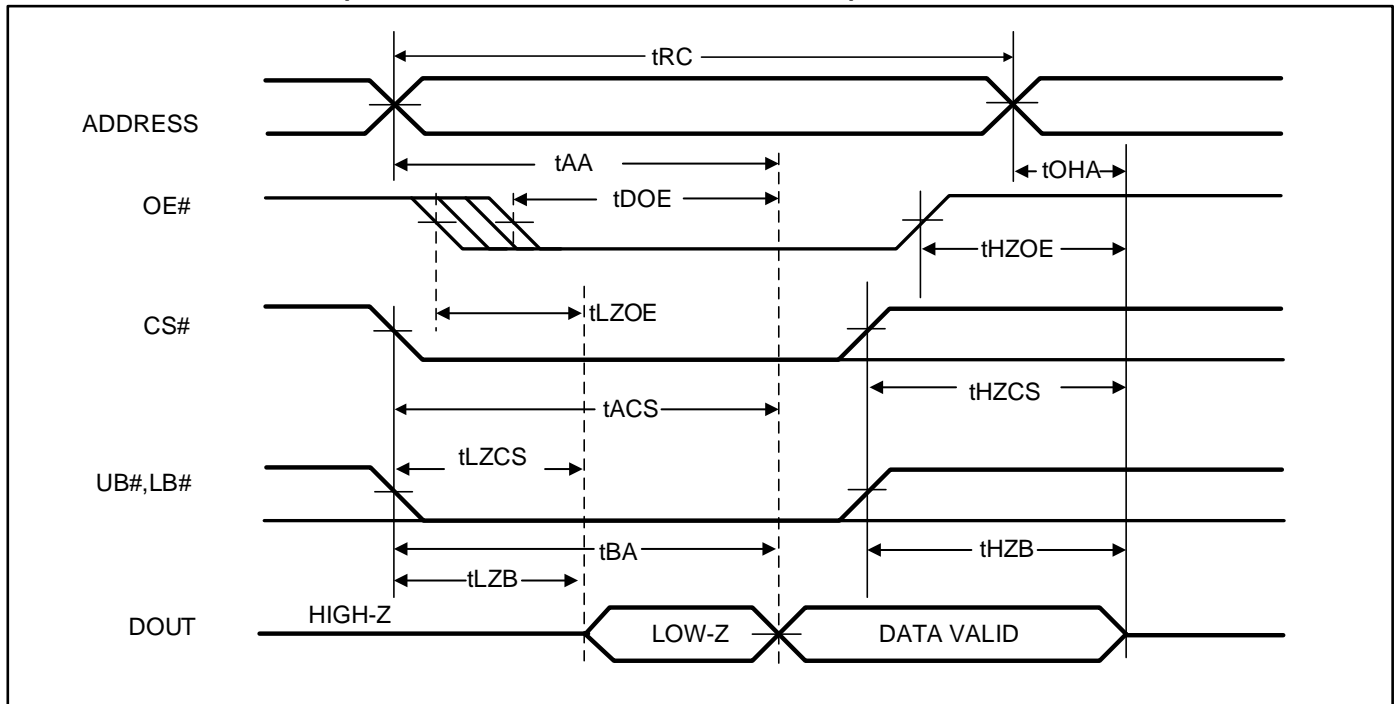 tRC
ADDRESS
tAA
tOHA
OE#
tDOE
tHZOE
tLZOE
CS#
tHZCS
tACS
tLZCS
UB#,LB#
tBA
tHZB
tLZB
HIGH-Z
DOUT
LOW-Z
DATA VALID